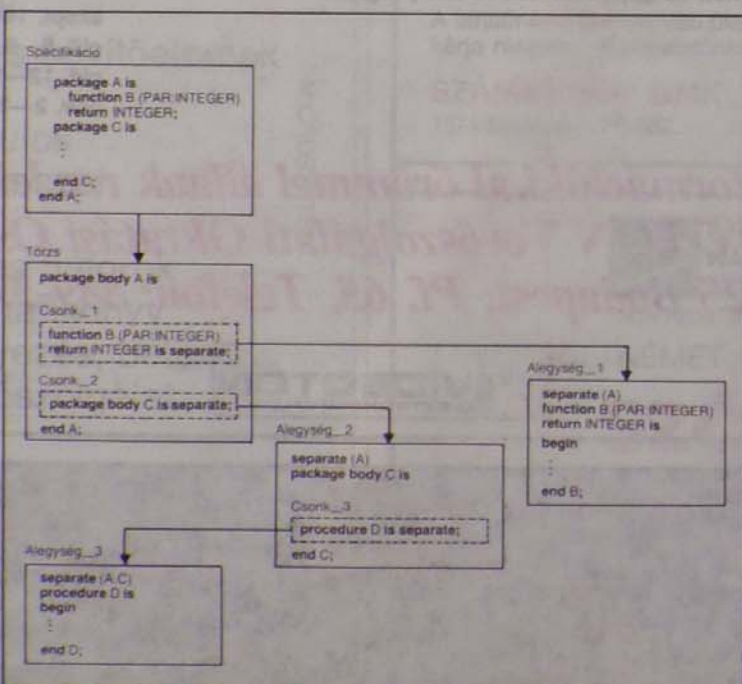 Specifikáció
package A is
function B (PAR:INTEGER)
return INTEGER;
package C is
⋮
end C;
end A;
Törzs
package body A is
Csonk_1
function B (PAR:INTEGER)
return INTEGER is separate;
Csonk_2
package body C is separate;
end A;
Alegység_1
separate (A)
function B (PAR:INTEGER)
return INTEGER is
begin
⋮
end B;
Alegység_2
separate (A)
package body C is
Csonk_3
procedure D is separate;
end C;
Alegység_3
separate (A.C)
procedure D is
begin
⋮
end D;